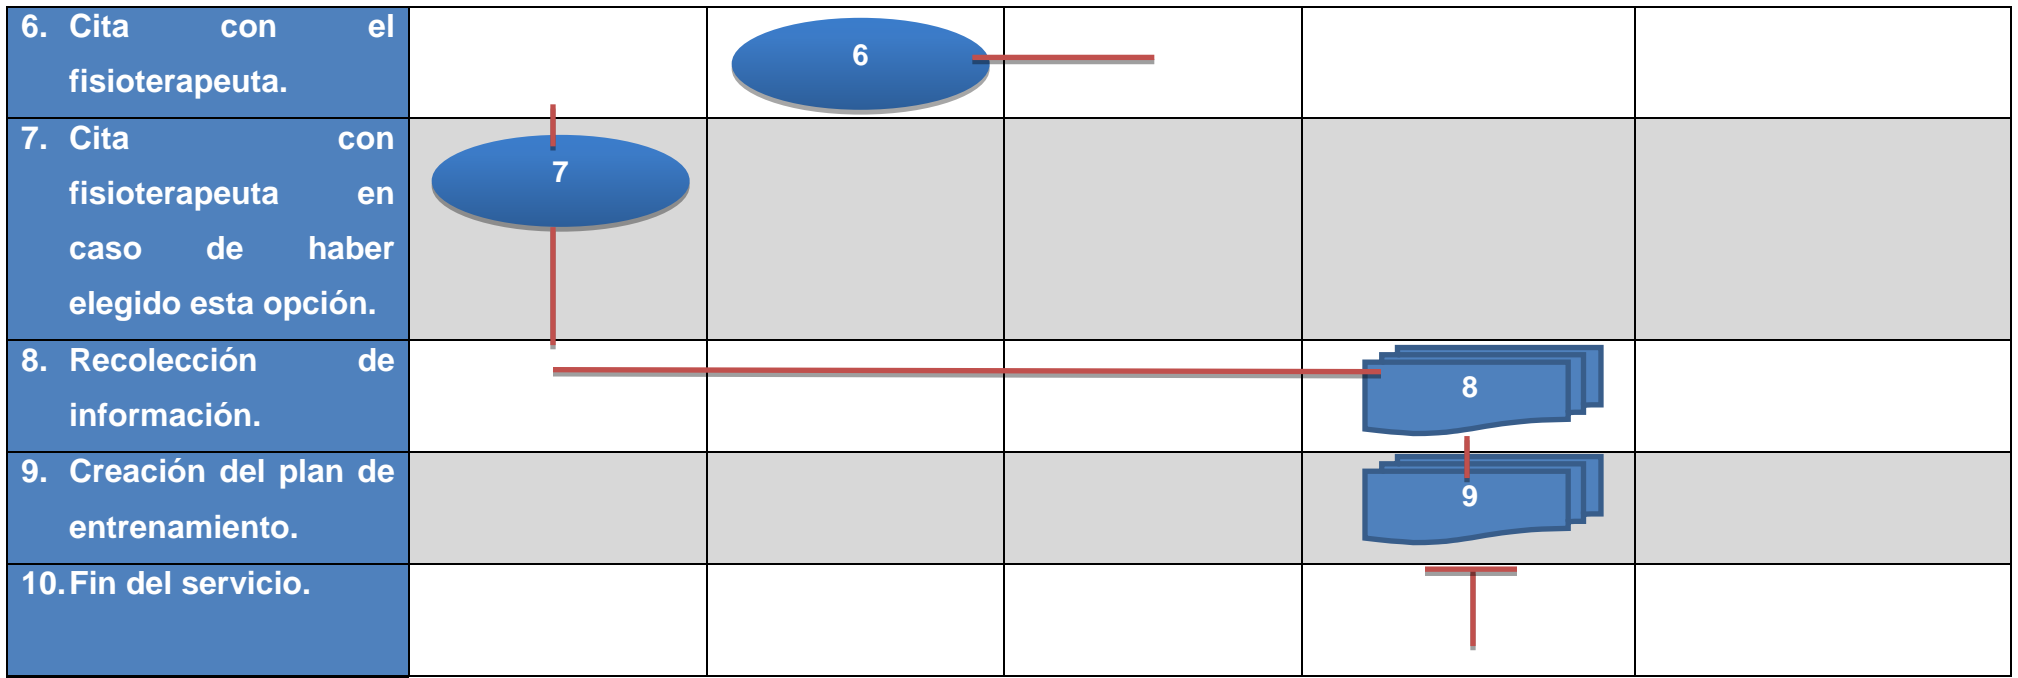 6. Cita con el
fisioterapeuta.
6
7. Cita con
fisioterapeuta en
caso de haber
elegido esta opción.
7
8. Recolección de
información.
8
9. Creación del plan de
entrenamiento.
9
10. Fin del servicio.